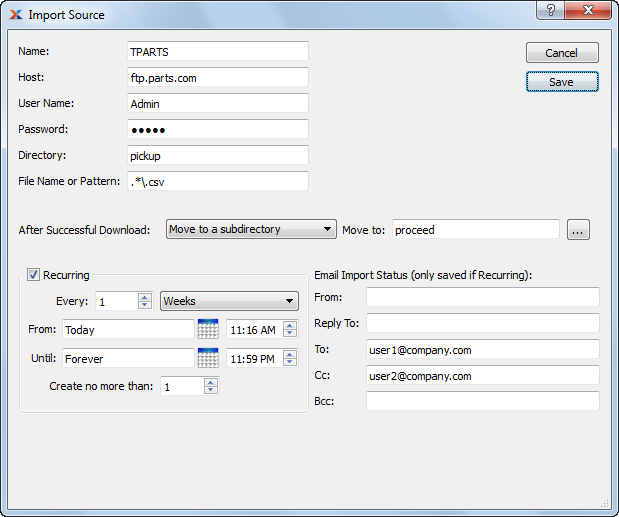 Import Source
?
Name: TPARTS
Cancel
Host: ftp.parts.com
Save
User Name: Admin
Password: •••••
Directory: pickup
File Name or Pattern: .*\.csv
After Successful Download: Move to a subdirectory Move to: proceed ...
Recurring
Email Import Status (only saved if Recurring):
Every: 1 Weeks
From:
From: Today 11:16 AM
Reply To:
Until: Forever 11:59 PM
To: user1@company.com
Create no more than: 1
Cc: user2@company.com
Bcc: